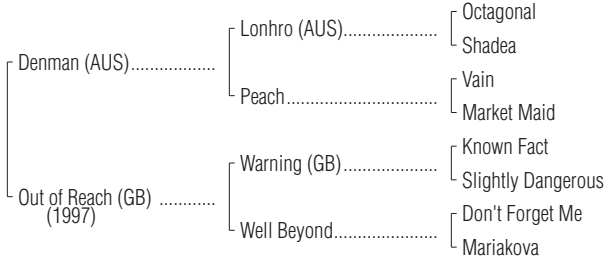 Octagonal
Lonhro (AUS)....................
Shadea
Denman (AUS)..................
Vain
Peach................................
Market Maid
Known Fact
Warning (GB)....................
Slightly Dangerous
Out of Reach (GB) ............
(1997)
Don't Forget Me
Well Beyond......................
Mariakova